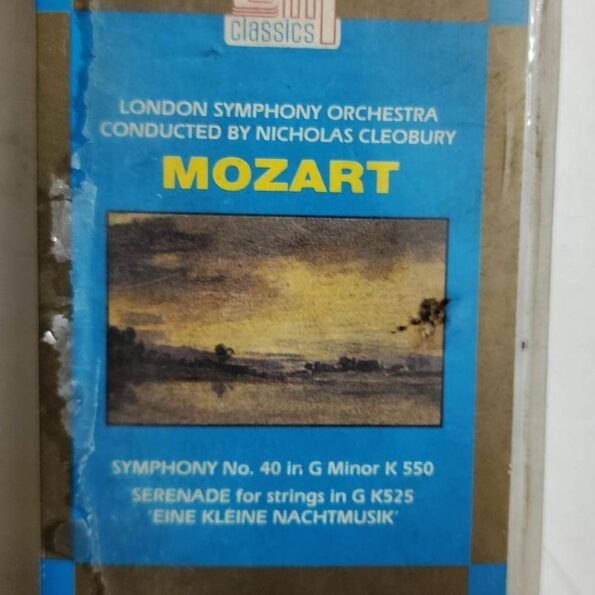 classics
LONDON SYMPHONY ORCHESTRA
CONDUCTED BY NICHOLAS CLEOBURY
MOZART
SYMPHONY No. 40 in G Minor K 550
SERENADE for strings in G K525
'EINE KLEINE NACHTMUSIK'